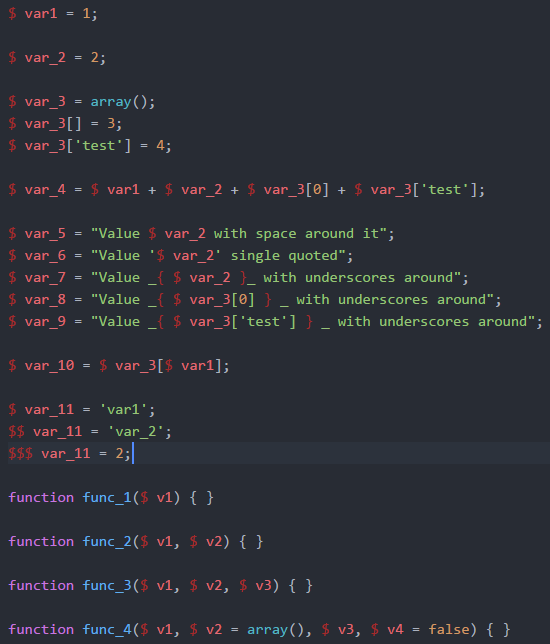 $ var1 = 1;
$ var_2 = 2;
$ var_3 = array();
$ var_3[] = 3;
$ var_3['test'] = 4;
$ var_4 = $ var1 + $ var_2 + $ var_3[0] + $ var_3['test'];
$ var_5 = "Value $ var_2 with space around it";
$ var_6 = "Value '$ var_2' single quoted";
$ var_7 = "Value _{ $ var_2 }_ with underscores around";
$ var_8 = "Value _{ $ var_3[0] } _ with underscores around";
$ var_9 = "Value _{ $ var_3['test'] } _ with underscores around";
$ var_10 = $ var_3[$ var1];
$ var_11 = 'var1';
$$ var_11 = 'var_2';
$$$ var_11 = 2;
function func_1($ v1) { }
function func_2($ v1, $ v2) { }
function func_3($ v1, $ v2, $ v3) { }
function func_4($ v1, $ v2 = array(), $ v3, $ v4 = false) { }